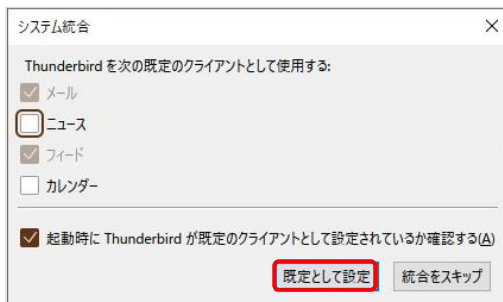 システム統合
Thunderbird を次の既定のクライアントとして使用する:
メール
ニュース
フィード
カレンダー
起動時に Thunderbird が既定のクライアントとして設定されているか確認する(A)
既定として設定
統合をスキップ